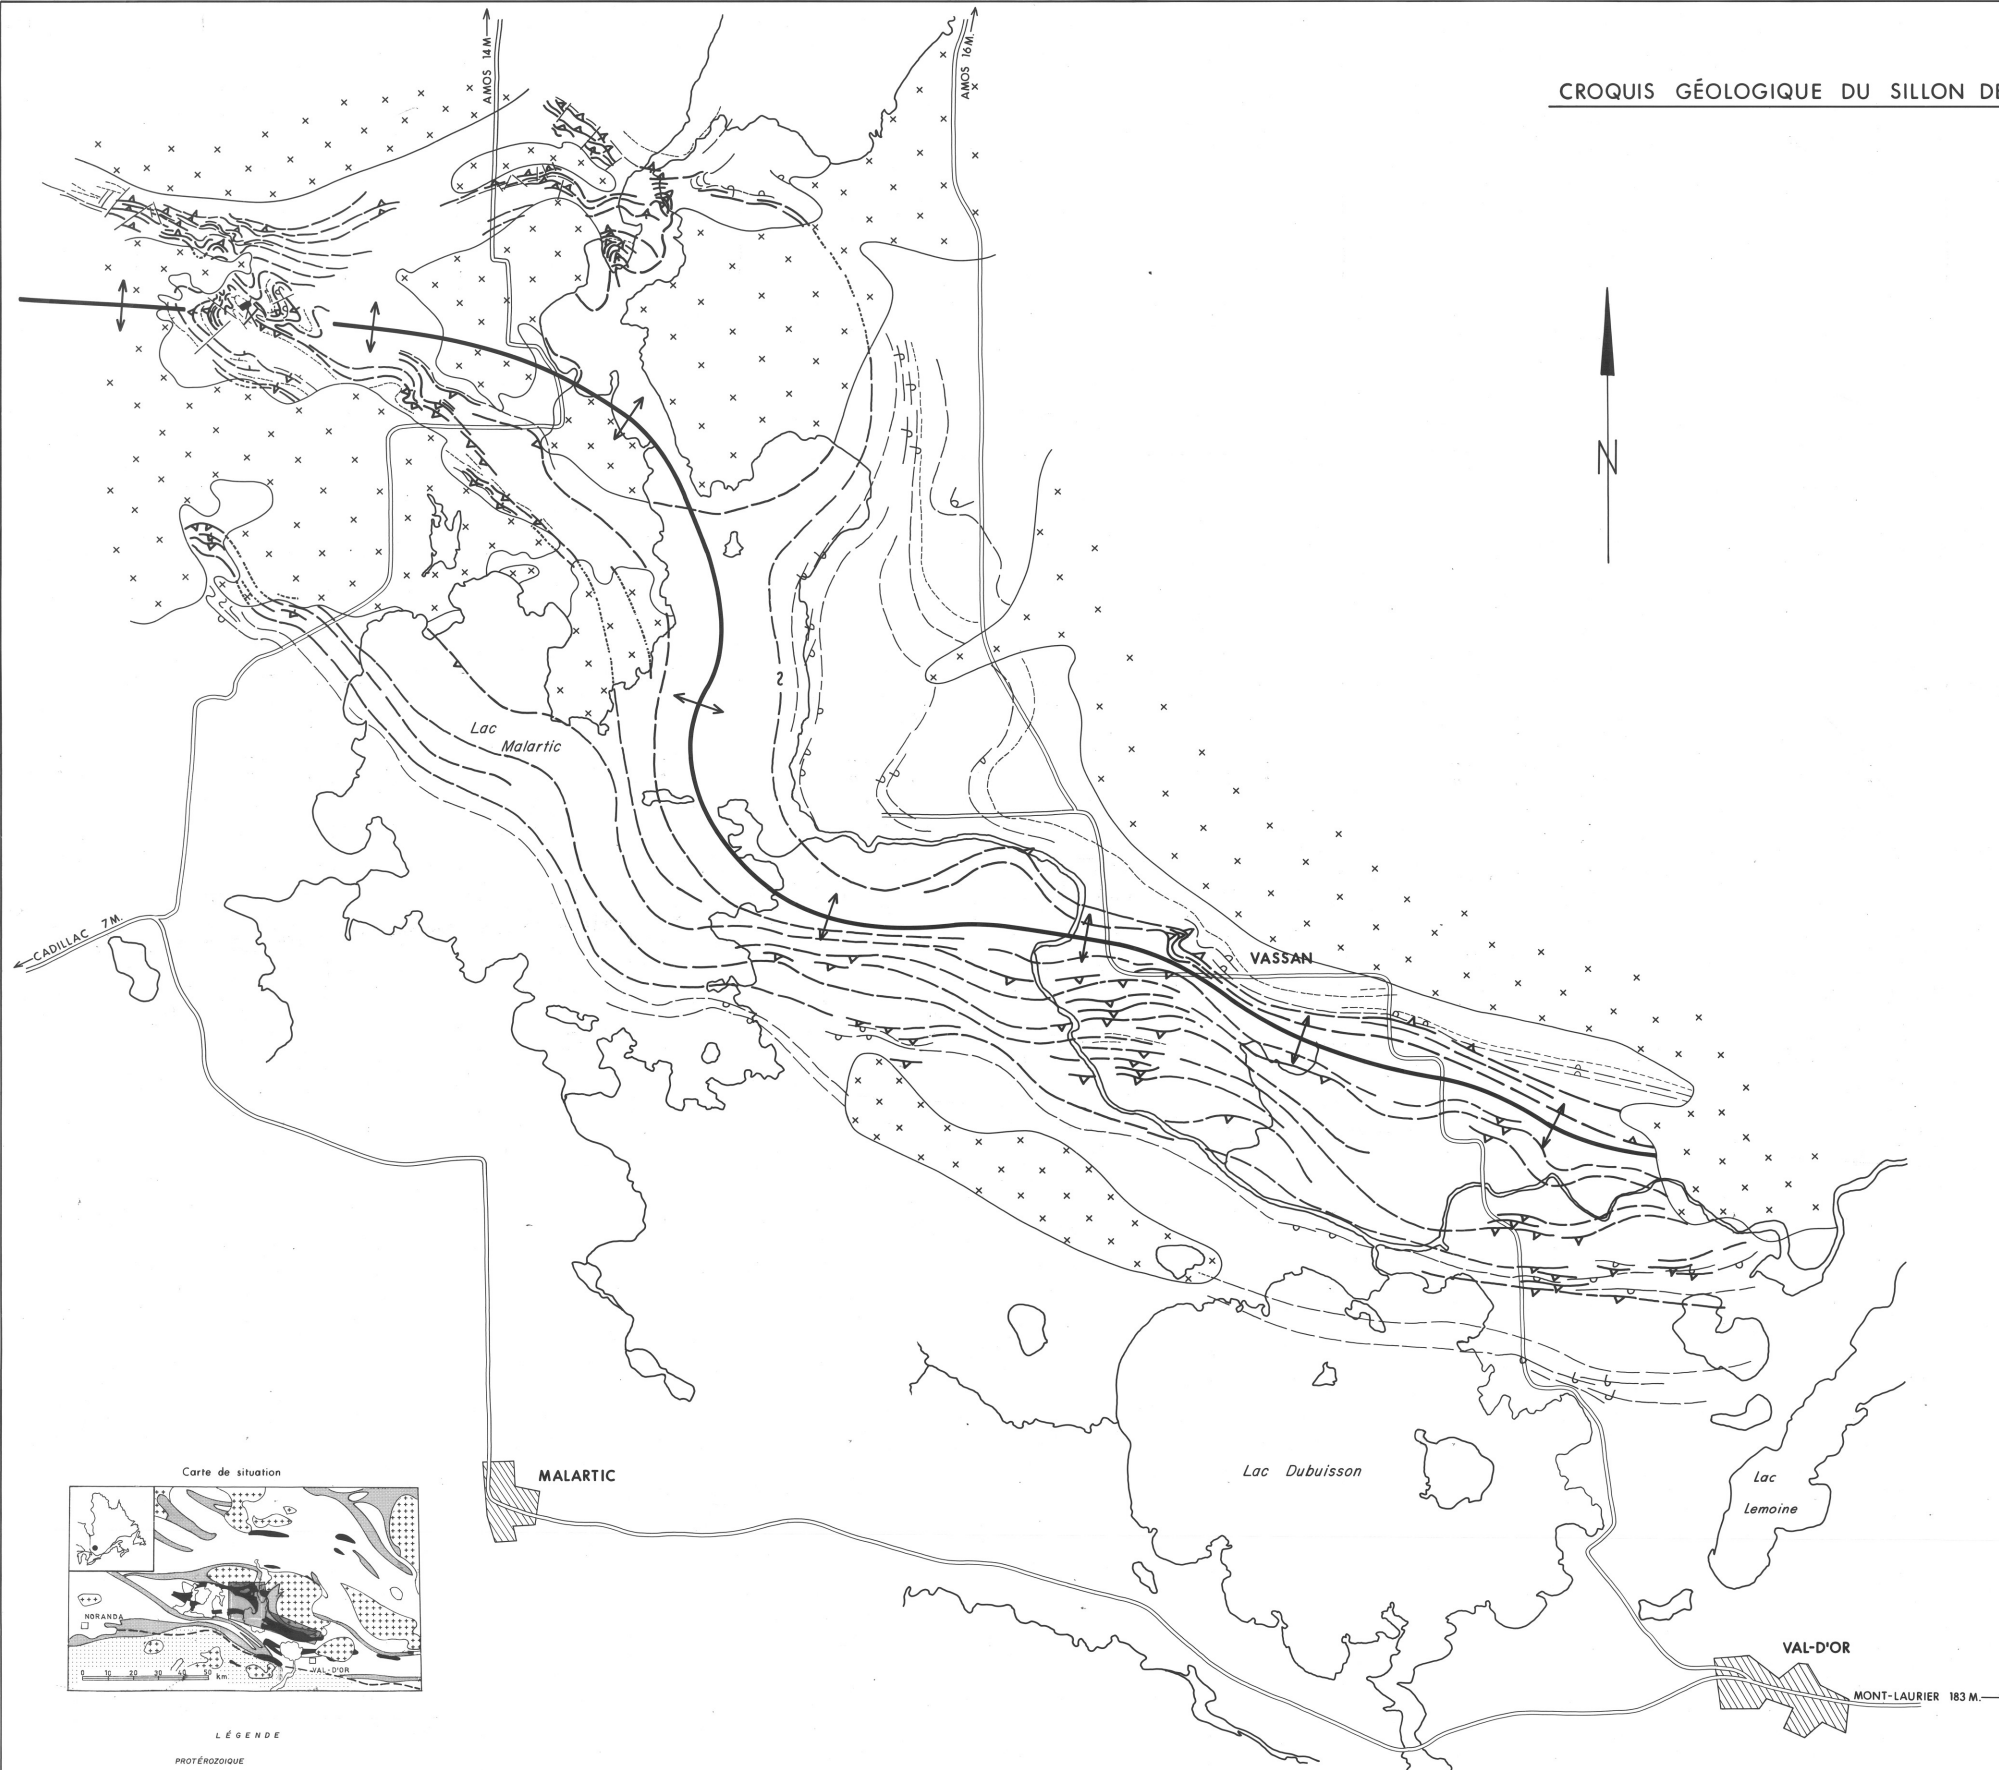 AMOS 14 M
AMOS 16 M.
CROQUIS GÉOLOGIQUE DU SILLON DE
N
Lac
Malartic
CADILLAC 7 M.
VASSAN
MALARTIC
Lac Dubuisson
Lac
Lemoine
VAL-D'OR
MONT-LAURIER 183 M.
Carte de situation
NORANDA
VAL-D'OR
0 10 20 30 40 50 km
LÉGENDE
PROTÉROZOIQUE